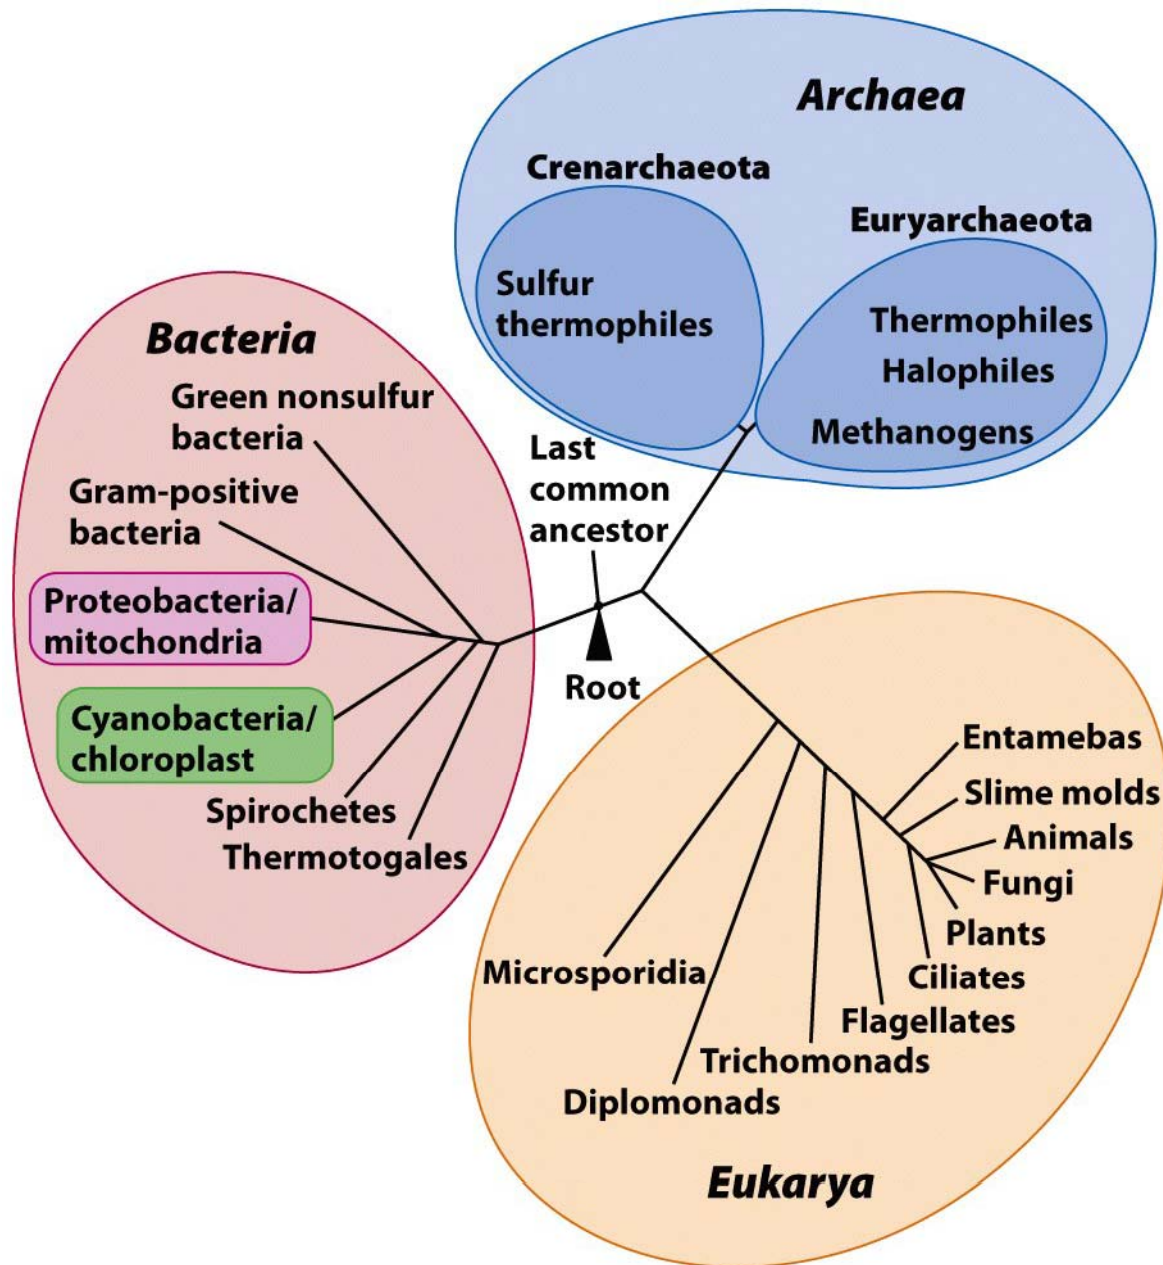 Archaea
Crenarchaeota
Euryarchaeota
Sulfur
thermophiles
Thermophiles
Halophiles
Methanogens
Bacteria
Green nonsulfur
bacteria
Gram-positive
bacteria
Proteobacteria/
mitochondria
Cyanobacteria/
chloroplast
Spirochetes
Thermotogales
Last
common
ancestor
Root
Entamebas
Slime molds
Animals
Fungi
Plants
Ciliates
Flagellates
Trichomonads
Diplomonads
Microsporidia
Eukarya